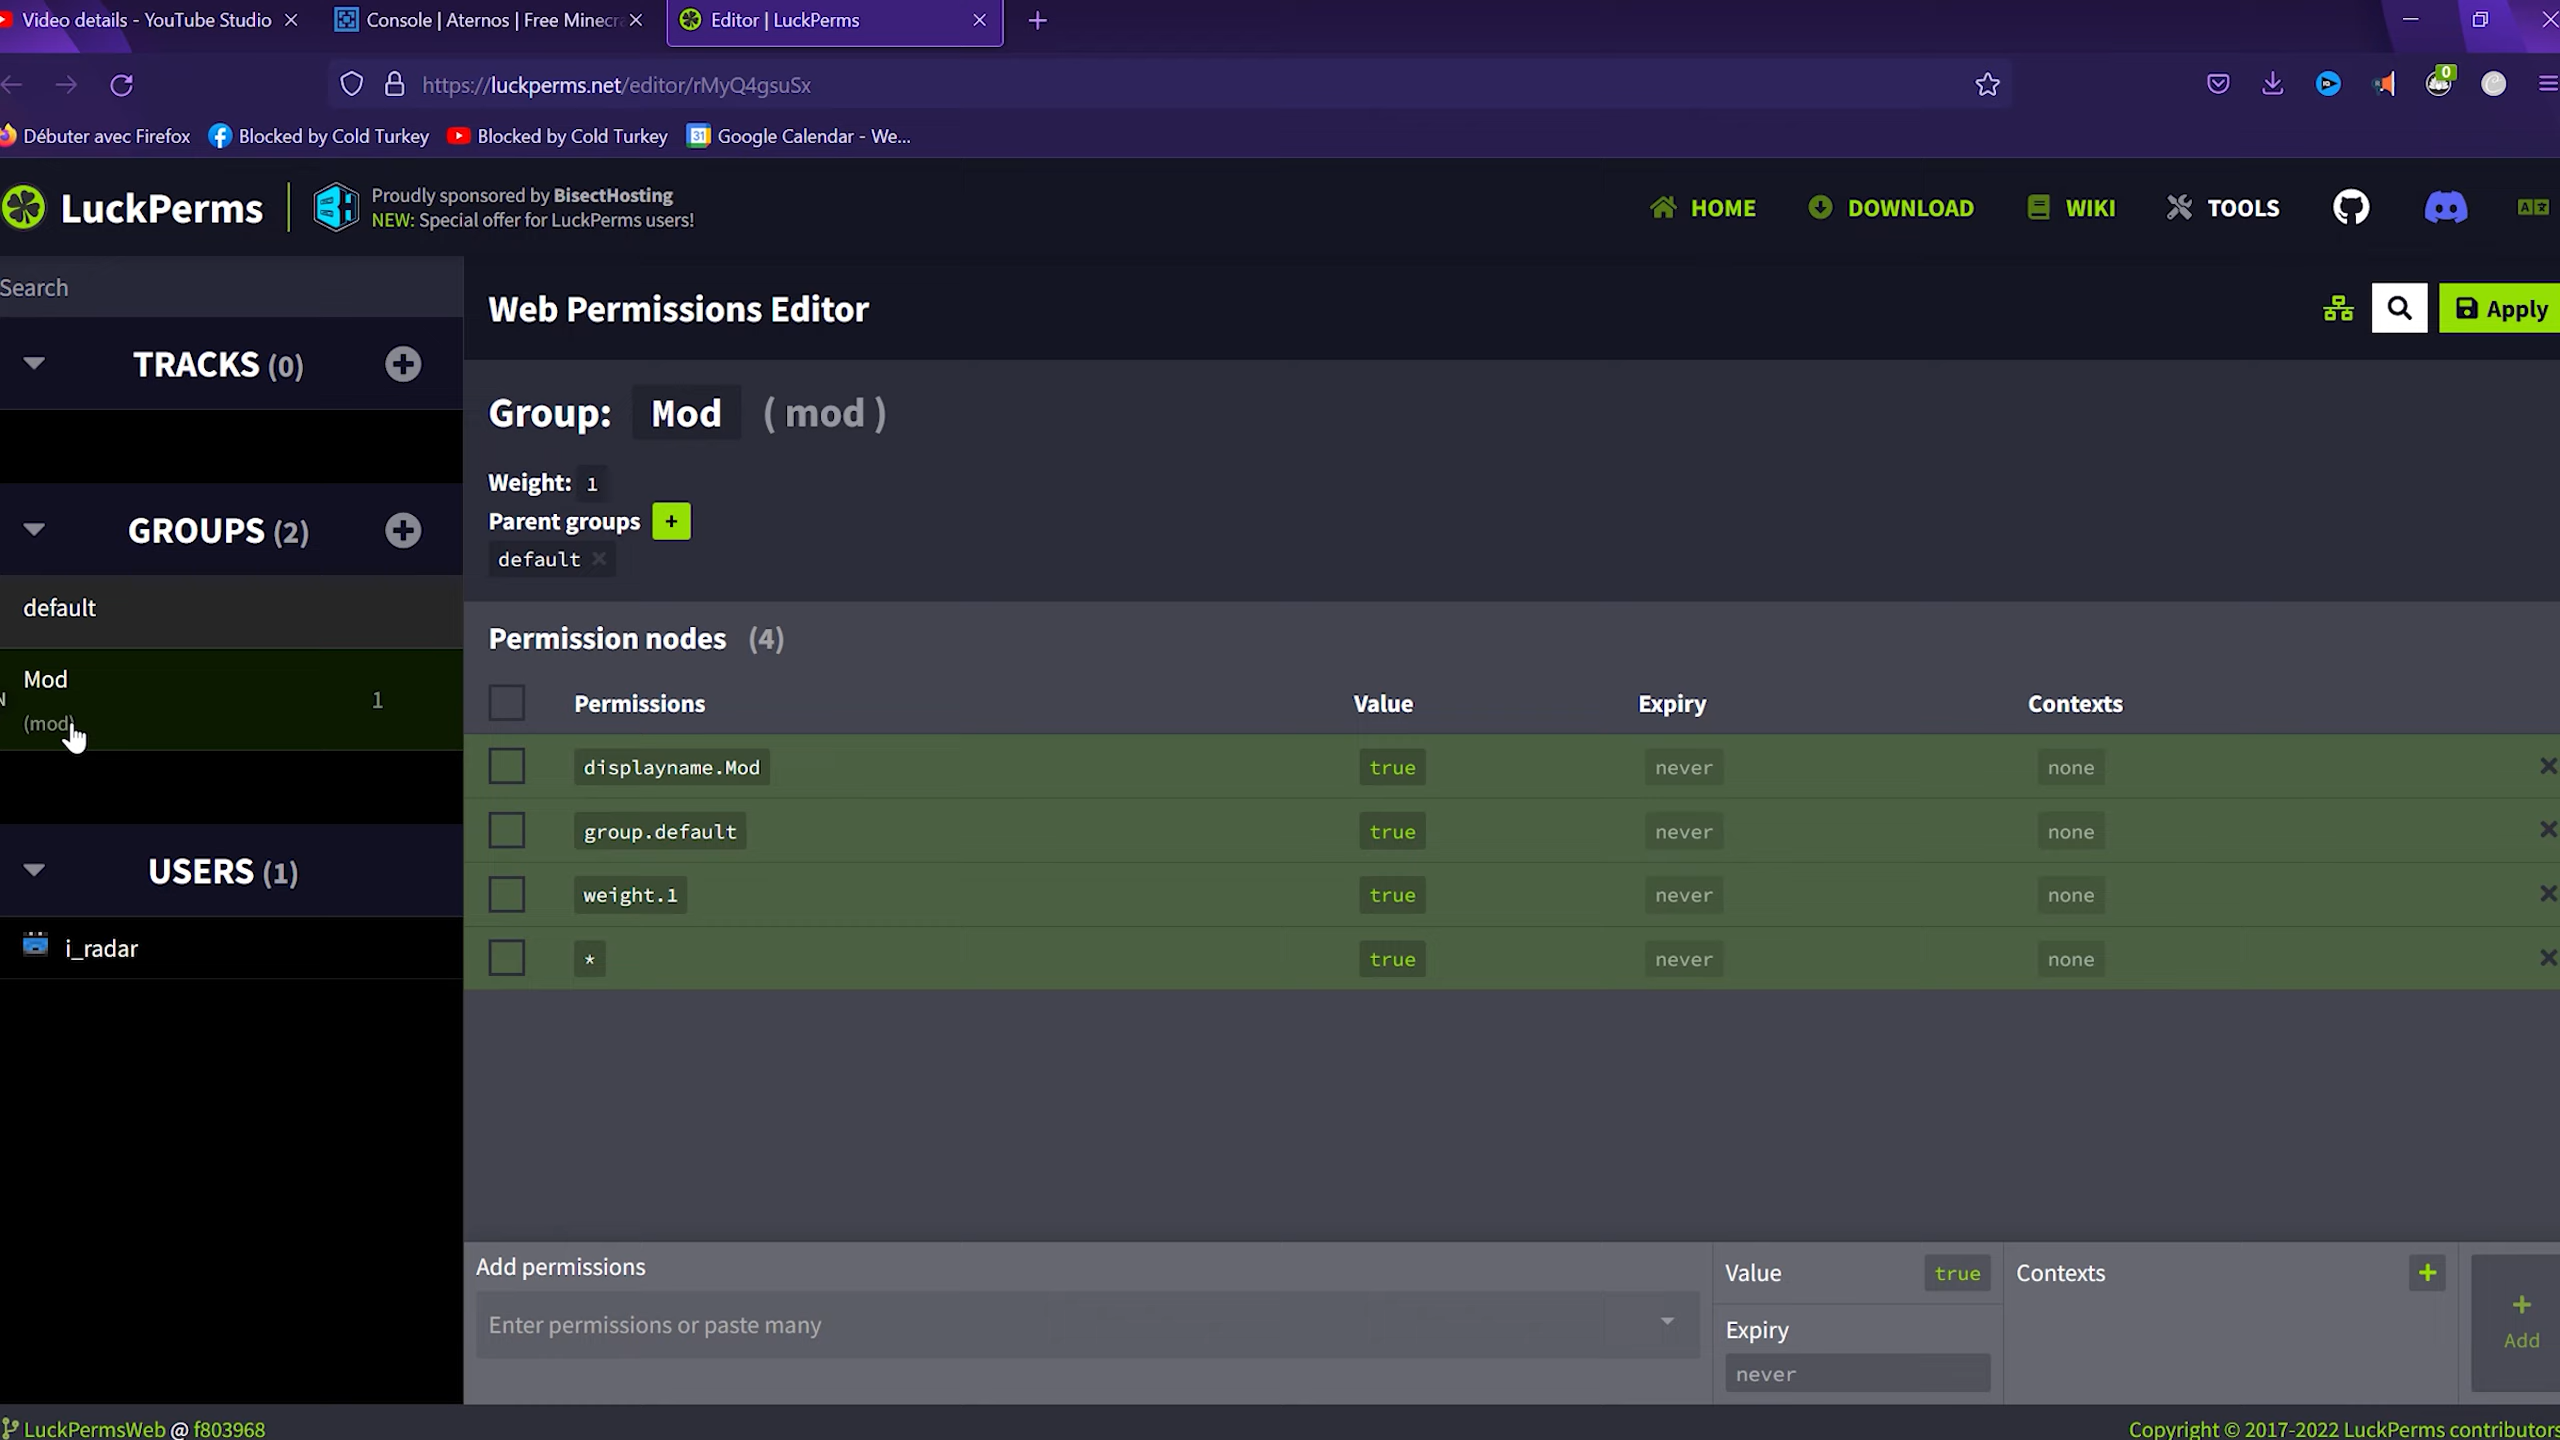 Video details - YouTube Studio
Console | Aternos | Free Minecra
Editor | LuckPerms
https://luckperms.net/editor/rMyQ4gsuSx
0
Débuter avec Firefox
Blocked by Cold Turkey
Blocked by Cold Turkey
31
Google Calendar - We...
LuckPerms
Proudly sponsored by BisectHosting
NEW: Special offer for LuckPerms users!
HOME
DOWNLOAD
WIKI
TOOLS
Search
Web Permissions Editor
Apply
TRACKS (0)
Group: Mod ( mod )
Weight: 1
Parent groups +
default
GROUPS (2)
default
Mod
(mod)
1
USERS (1)
i_radar
Permission nodes (4)
Permissions Value Expiry Contexts
displayname.Mod true never none
group.default true never none
weight.1 true never none
* true never none
Add permissions
Enter permissions or paste many
Value true
Expiry
never
Contexts +
+
Add
LuckPermsWeb @ f803968
Copyright © 2017-2022 LuckPerms contributors